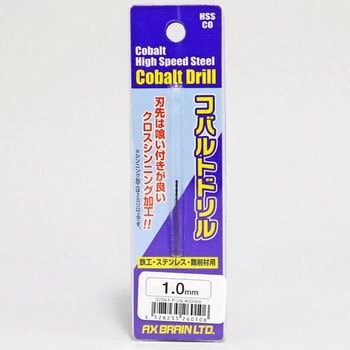 HSS
CO
Cobalt
High Speed Steel
Cobalt Drill
コバルトドリル
刃先は喰い付きが良い
クロスシンニング加工!!
鉄工・ステンレス・難削材用
1.0mm
AX BRAIN LTD.